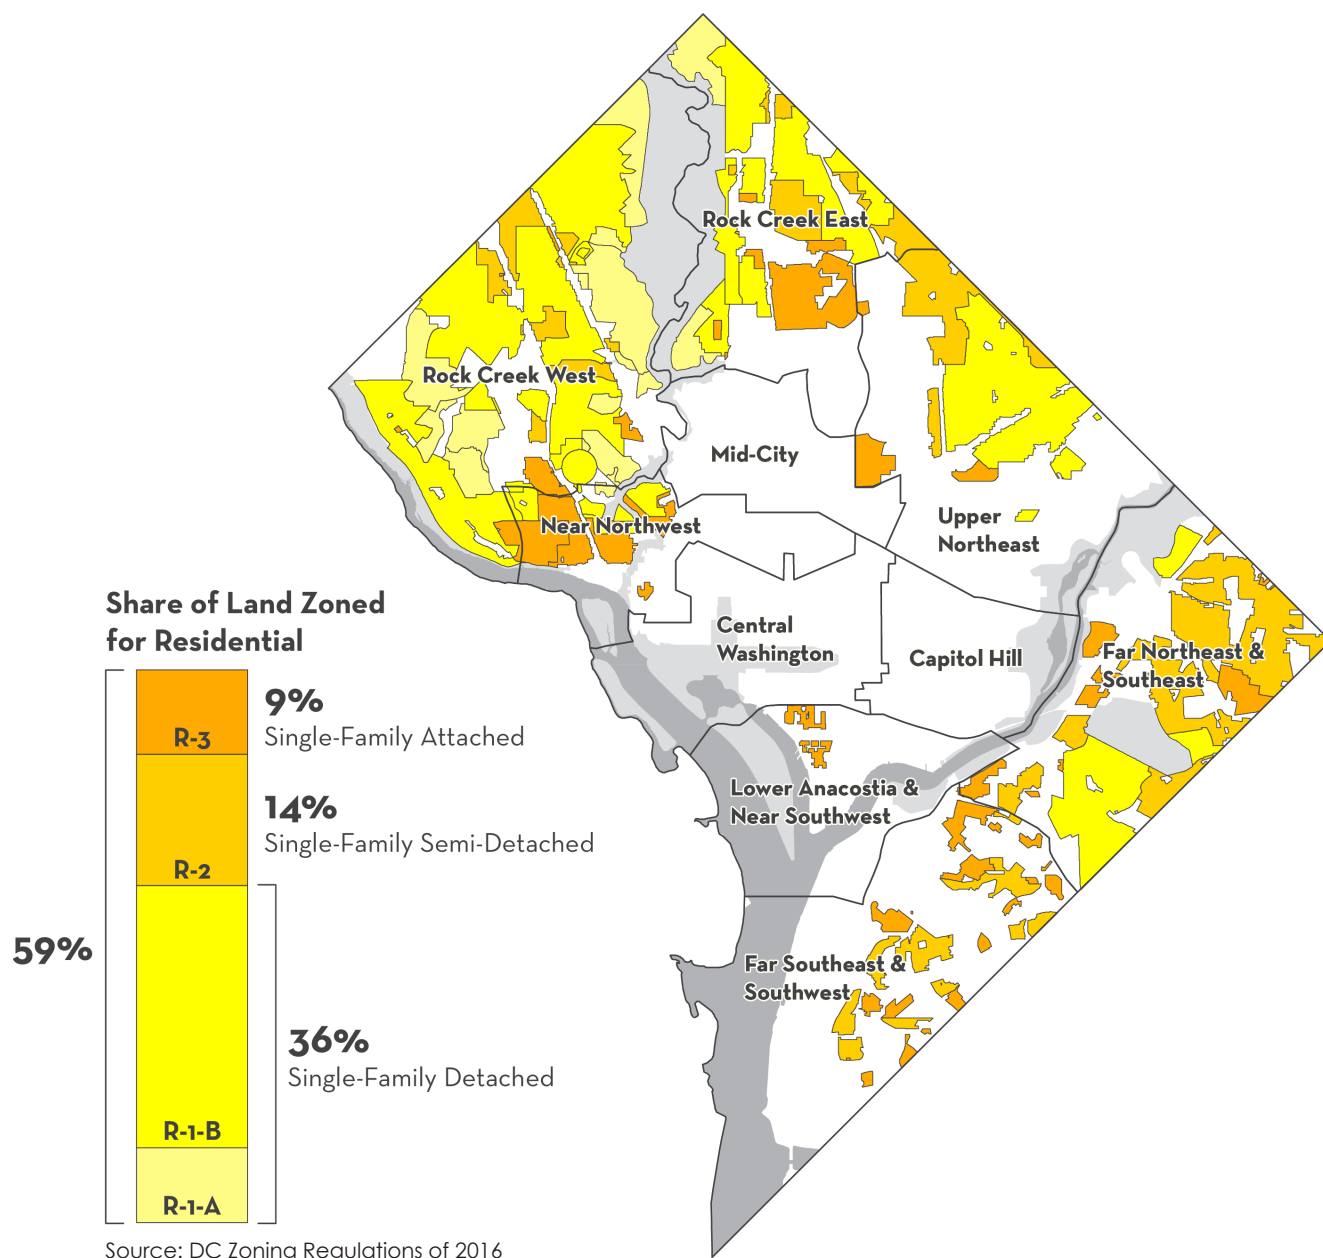 Rock Creek East
Rock Creek West
Mid-City
Near Northwest
Upper
Northeast
Share of Land Zoned
for Residential
Central
Washington
Capitol Hill
Far Northeast &
Southeast
9%
R-3
Single-Family Attached
14%
Single-Family Semi-Detached
R-2
Lower Anacostia &
Near Southwest
59%
Far Southeast &
Southwest
36%
Single-Family Detached
R-1-B
R-1-A
Source: DC Zoning Regulations of 2016